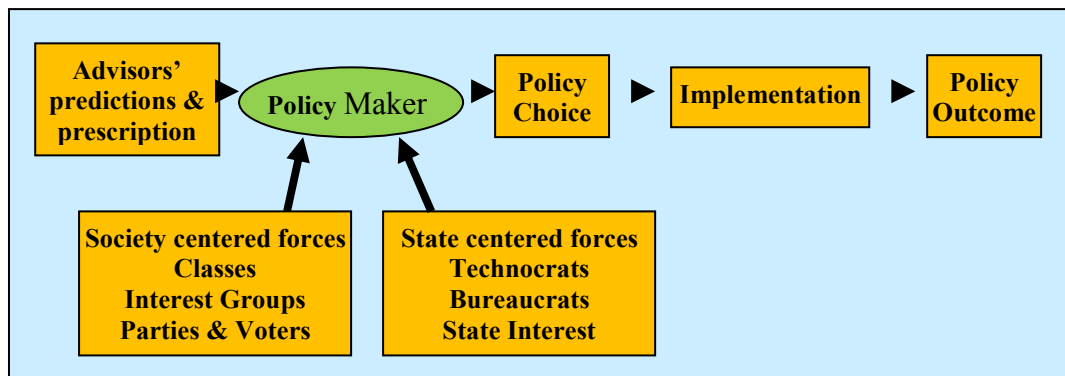 Advisors’
predictions &
prescription
Policy Maker
Policy
Choice
Implementation
Policy
Outcome
Society centered forces
Classes
Interest Groups
Parties & Voters
State centered forces
Technocrats
Bureaucrats
State Interest